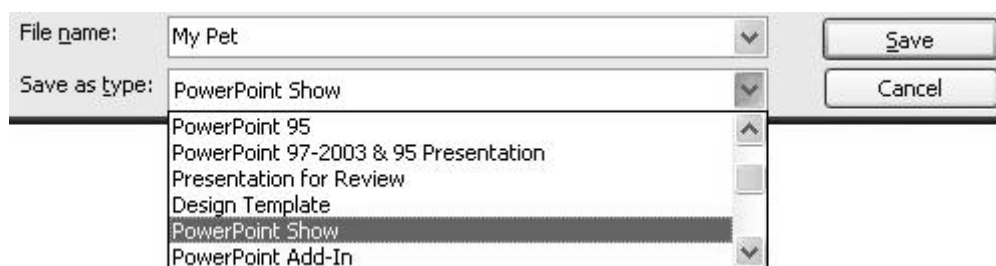 File name: My Pet Save
Save as type: PowerPoint Show Cancel
PowerPoint 95
PowerPoint 97-2003 & 95 Presentation
Presentation for Review
Design Template
PowerPoint Show
PowerPoint Add-In